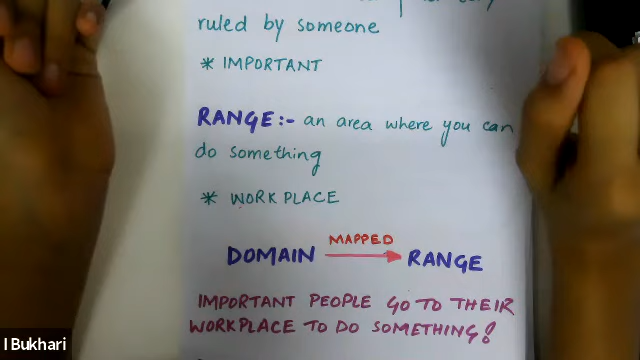 ruled by someone
* IMPORTANT
RANGE:- an area where you can
do something
* WORKPLACE
MAPPED
DOMAIN → RANGE
IMPORTANT PEOPLE GO TO THEIR
WORKPLACE TO DO SOMETHING!
I Bukhari